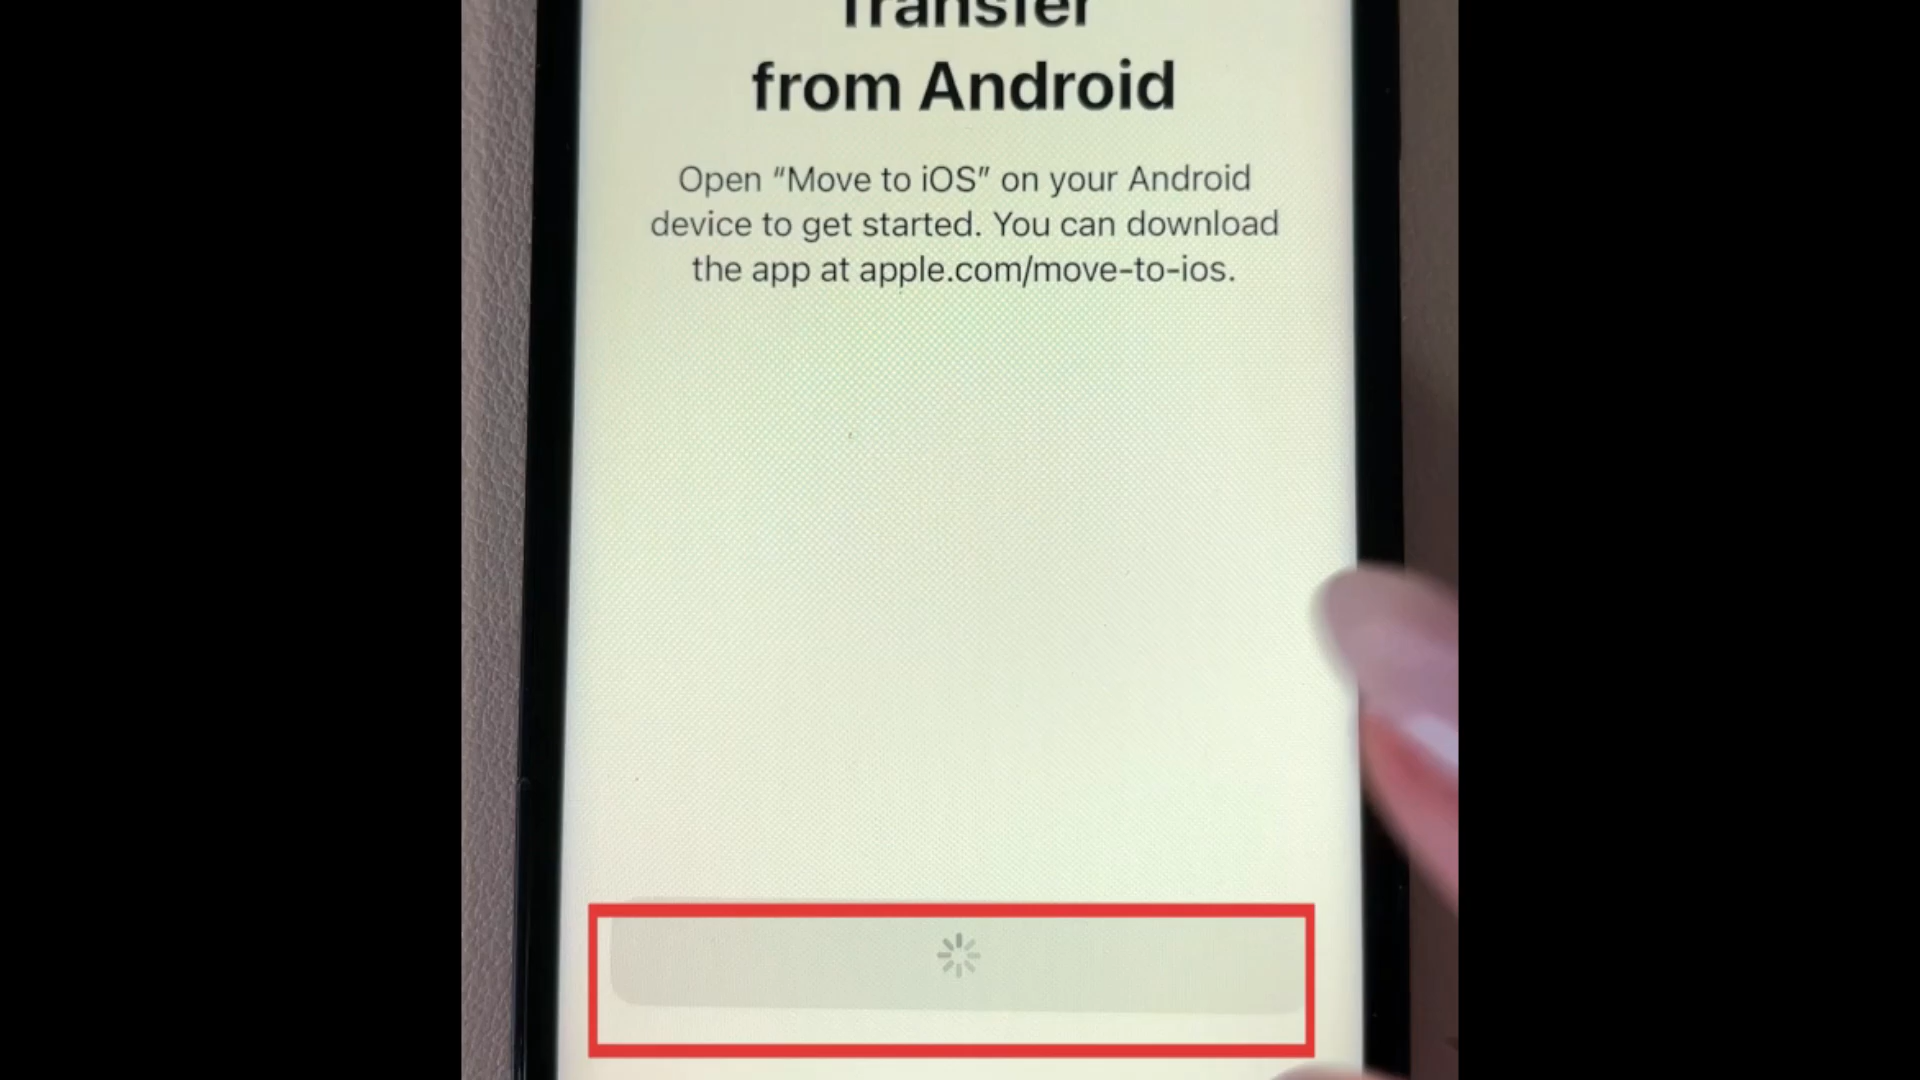 Transfer
from Android
Open “Move to iOS” on your Android
device to get started. You can download
the app at apple.com/move-to-ios.